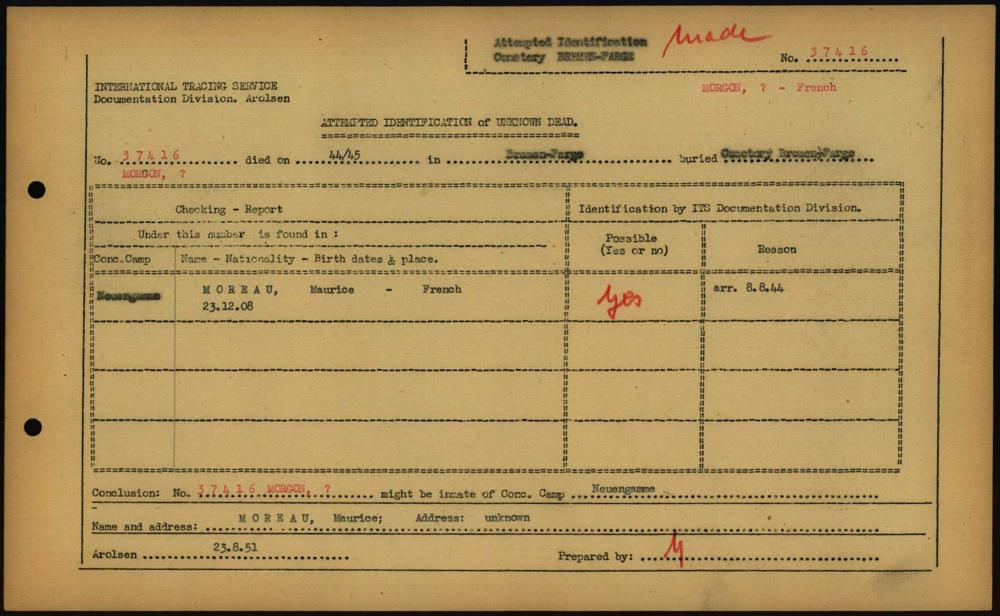 Attempted Identification
Cemetery BREMEN-FARGE
made
No. 37416
INTERNATIONAL TRACING SERVICE
Documentation Division. Arolsen
MORGON, ? - French
ATTEMPTED IDENTIFICATION of UNKNOWN DEAD.
No. 37416 died on 44/45 in Bremen-Farge buried Cemetery Bremen-Farge
MORGON, ?
Checking - Report
Identification by ITS Documentation Division.
Under this number is found in :
Possible
(Yes or no)
Reason
Conc.Camp
Name - Nationality - Birth dates & place.
Neuengamme
MOREAU, Maurice - French
23.12.08
yes
arr. 8.8.44
Conclusion: No. 37416 MORGON, ? might be inmate of Conc. Camp Neuengamme
Name and address: MOREAU, Maurice; Address: unknown
Arolsen 23.8.51
Prepared by: